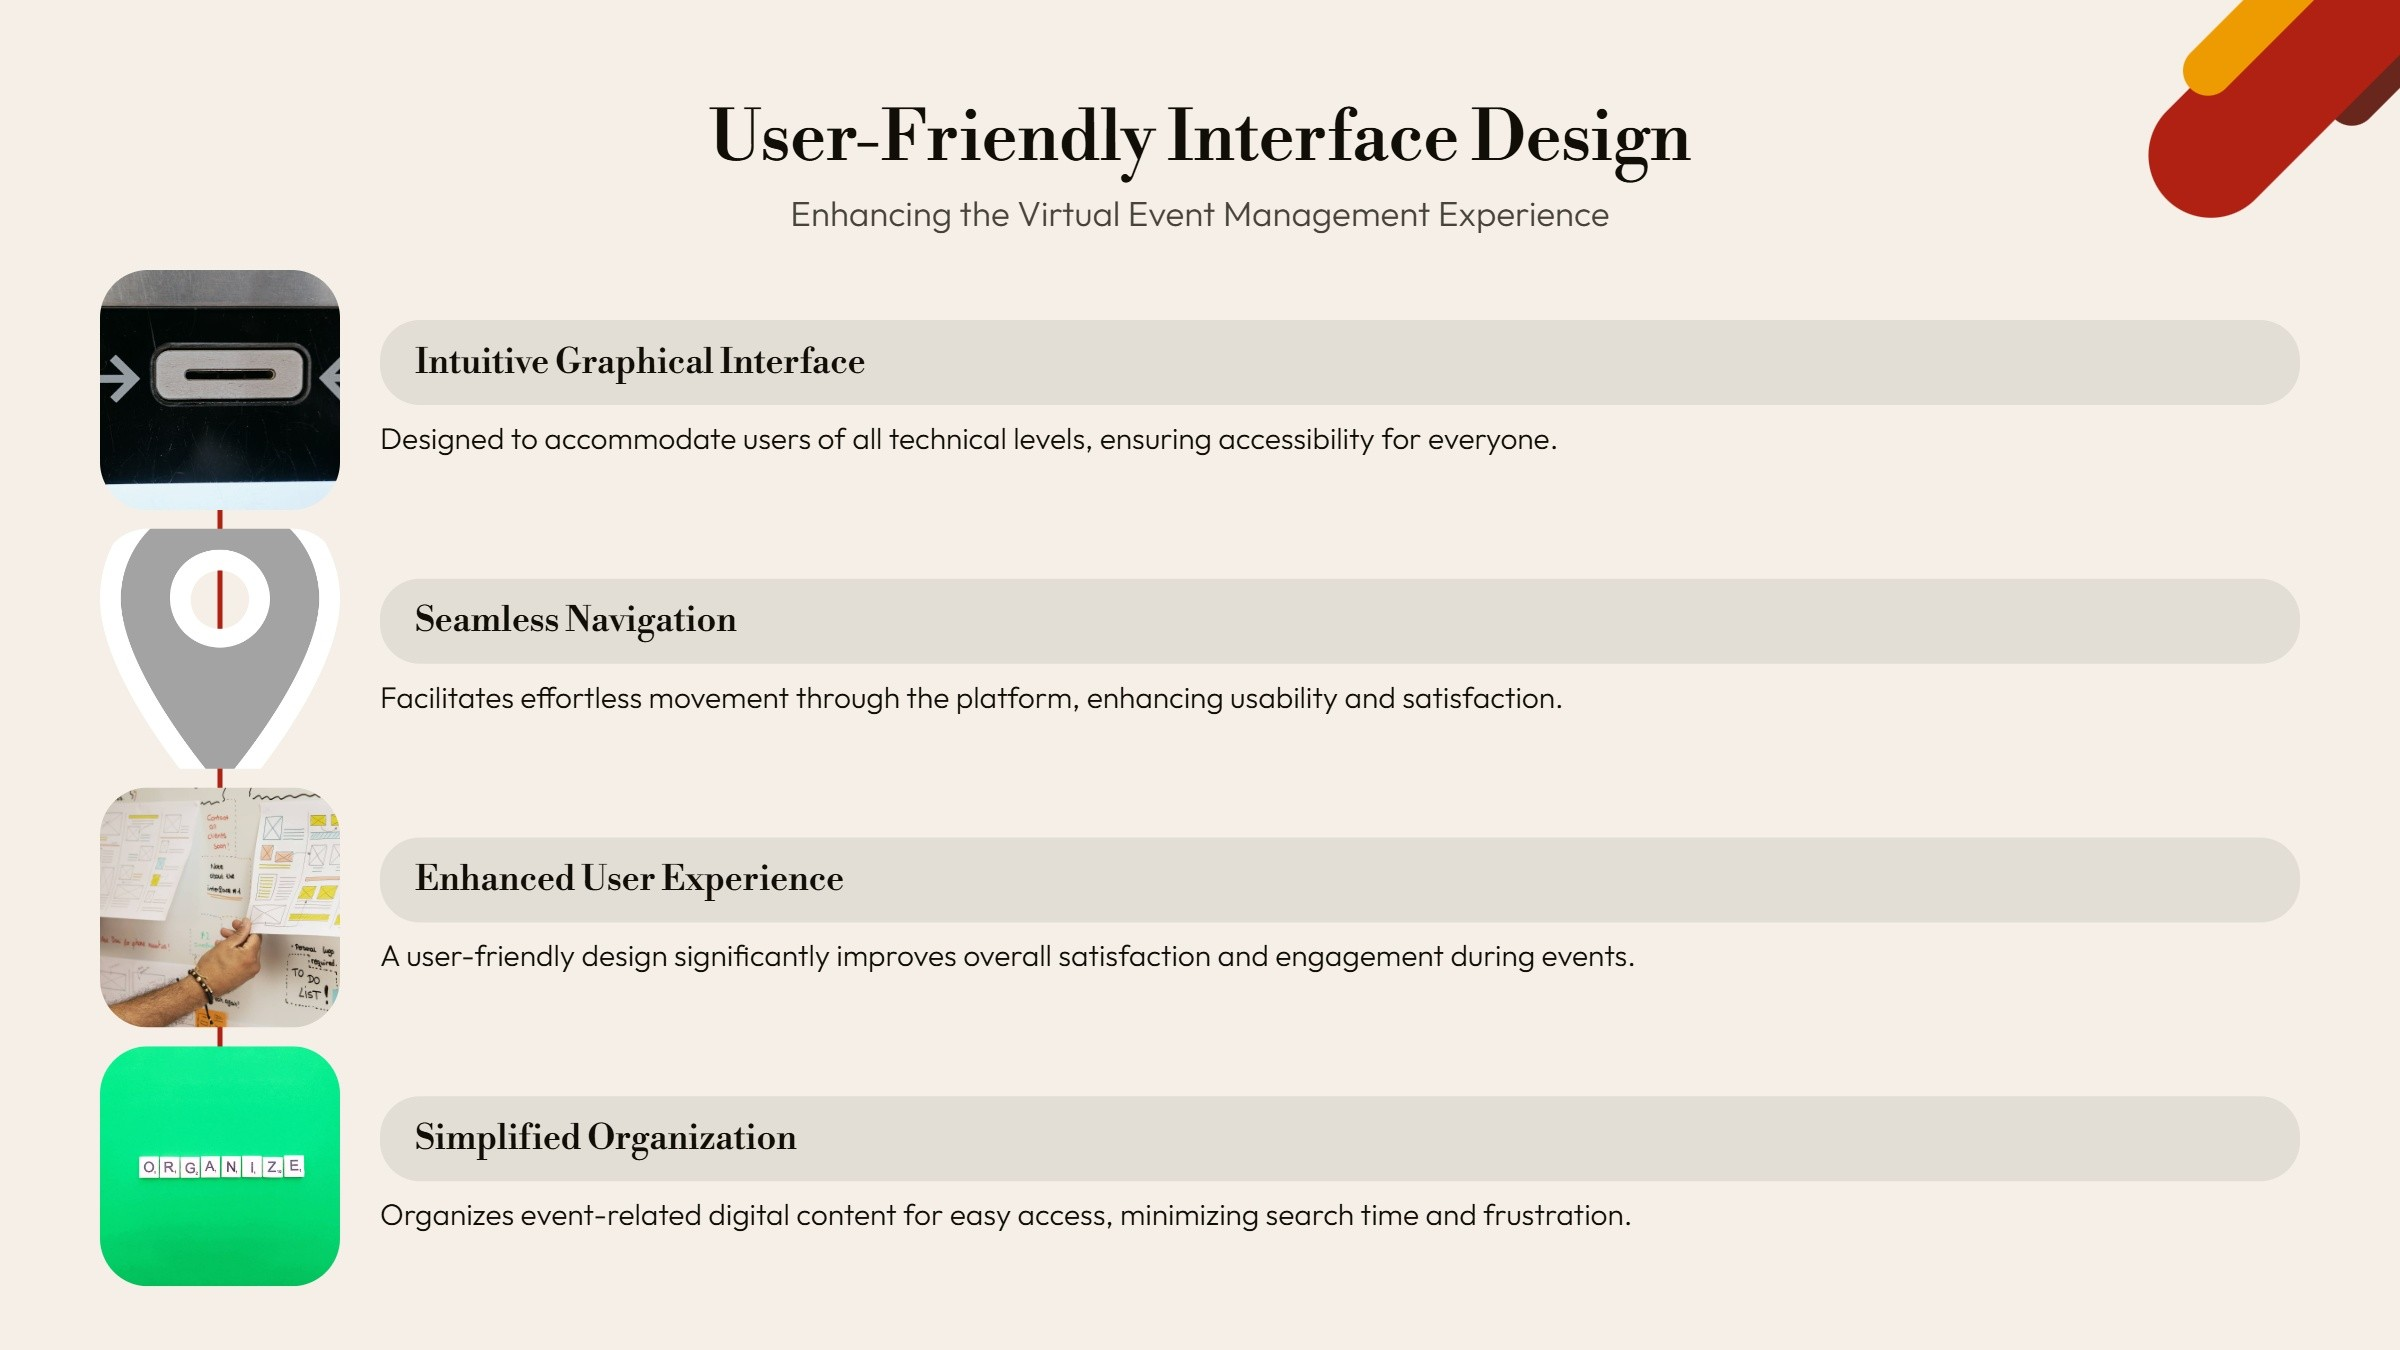 User-Friendly Interface Design
Enhancing the Virtual Event Management Experience
Intuitive Graphical Interface
Designed to accommodate users of all technical levels, ensuring accessibility for everyone.
Seamless Navigation
Facilitates effortless movement through the platform, enhancing usability and satisfaction.
Contact
clients
soon!
TO DO
LIST!
Enhanced User Experience
A user-friendly design significantly improves overall satisfaction and engagement during events.
ORGANIZE
Simplified Organization
Organizes event-related digital content for easy access, minimizing search time and frustration.